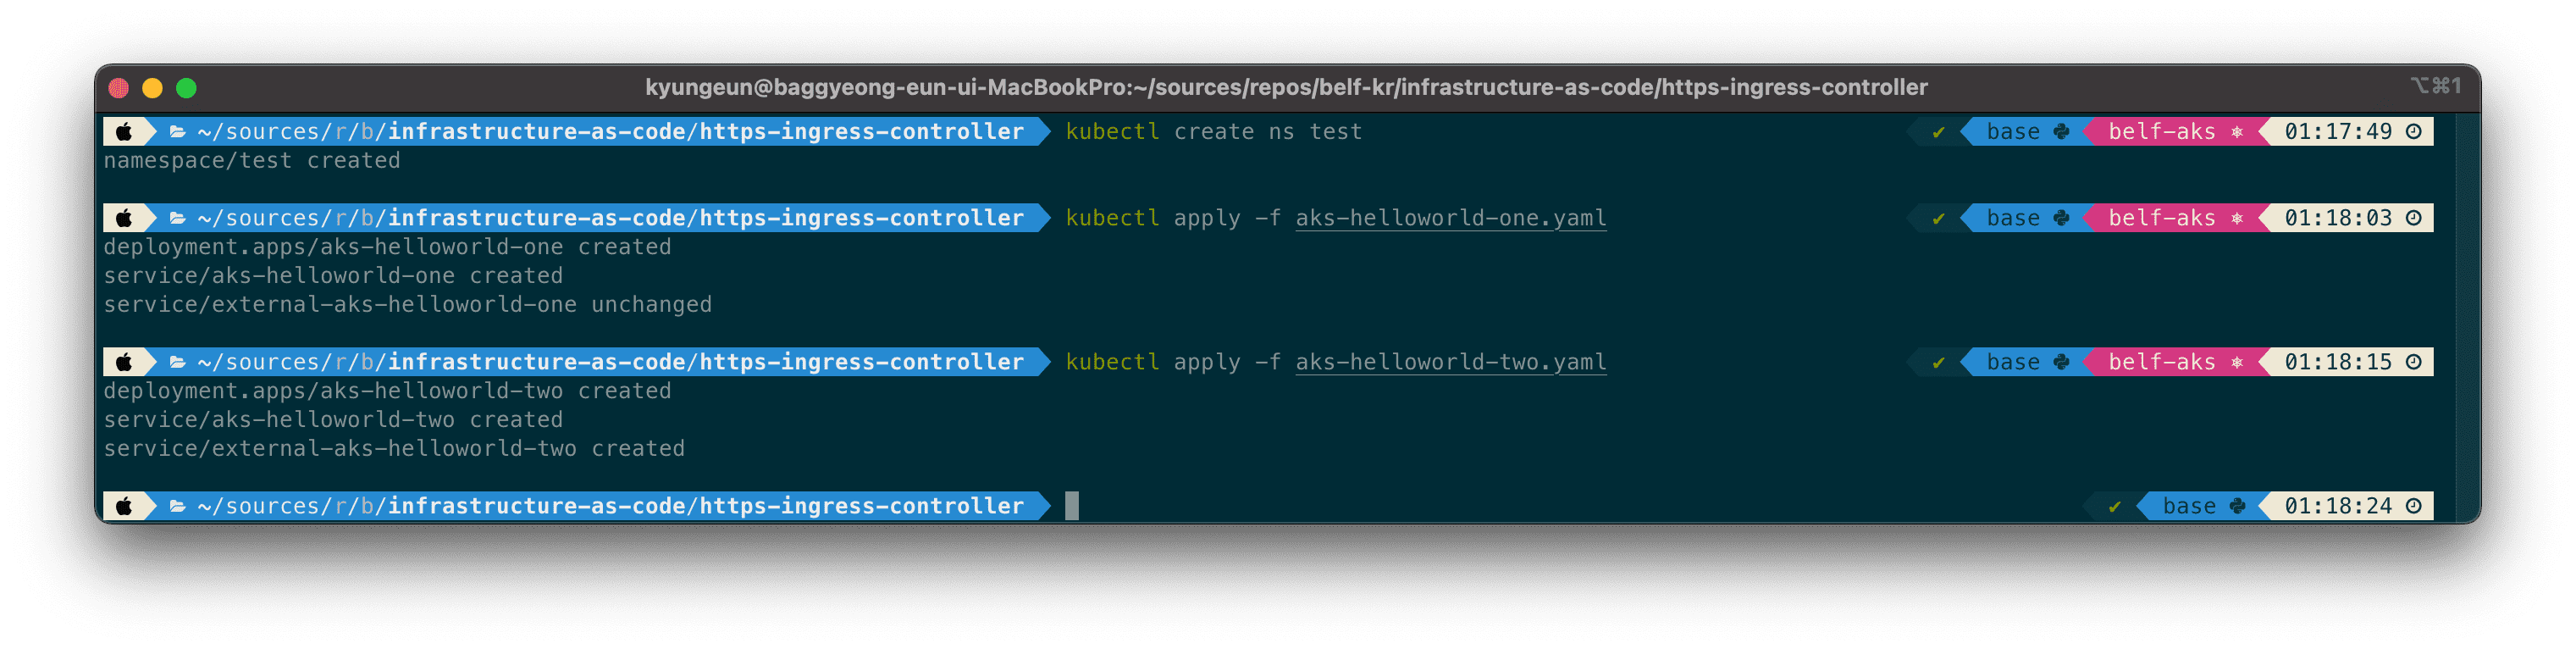 kyungeun@baggyeong-eun-ui-MacBookPro:~/sources/repos/belf-kr/infrastructure-as-code/https-ingress-controller ⌥⌘1
~/sources/r/b/infrastructure-as-code/https-ingress-controller kubectl create ns test ✔ base belf-aks 01:17:49
namespace/test created
~/sources/r/b/infrastructure-as-code/https-ingress-controller kubectl apply -f aks-helloworld-one.yaml ✔ base belf-aks 01:18:03
deployment.apps/aks-helloworld-one created
service/aks-helloworld-one created
service/external-aks-helloworld-one unchanged
~/sources/r/b/infrastructure-as-code/https-ingress-controller kubectl apply -f aks-helloworld-two.yaml ✔ base belf-aks 01:18:15
deployment.apps/aks-helloworld-two created
service/aks-helloworld-two created
service/external-aks-helloworld-two created
~/sources/r/b/infrastructure-as-code/https-ingress-controller ✔ base 01:18:24